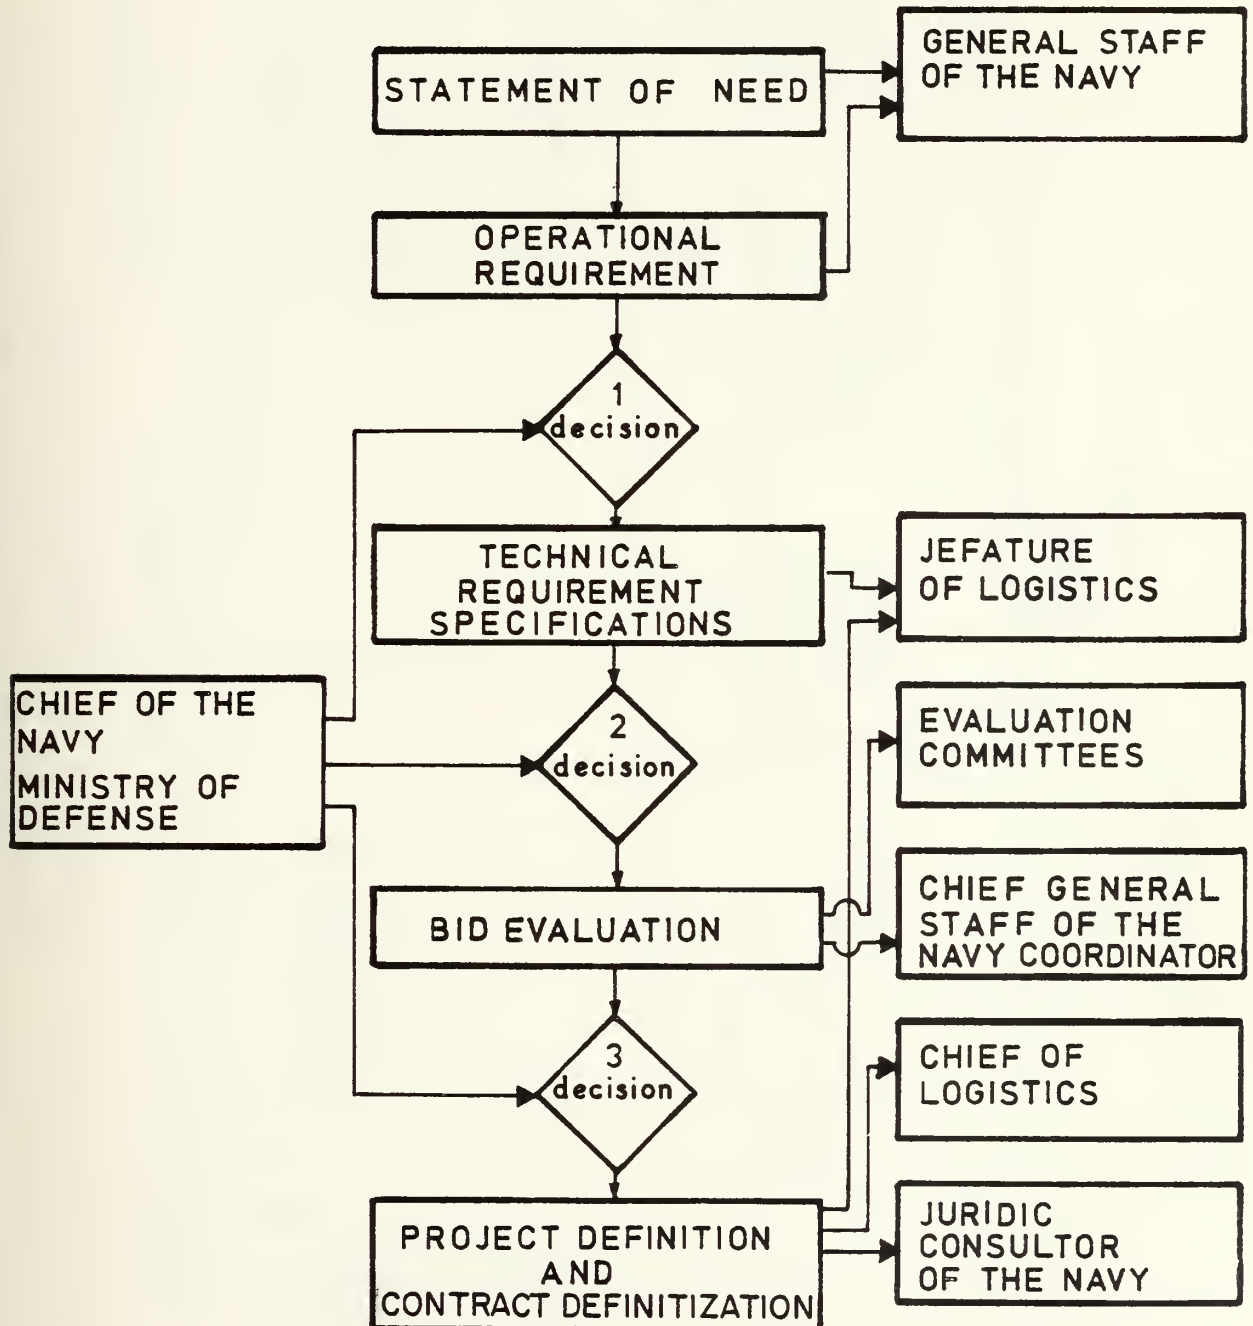 GENERAL STAFF
OF THE NAVY
STATEMENT OF NEED
OPERATIONAL
REQUIREMENT
1
decision
TECHNICAL
REQUIREMENT
SPECIFICATIONS
JEFATURE
OF LOGISTICS
CHIEF OF THE
NAVY
MINISTRY OF
DEFENSE
2
decision
EVALUATION
COMMITTEES
BID EVALUATION
CHIEF GENERAL
STAFF OF THE
NAVY COORDINATOR
3
decision
CHIEF OF
LOGISTICS
PROJECT DEFINITION
AND
CONTRACT DEFINITIZATION
JURIDIC
CONSULTOR
OF THE NAVY